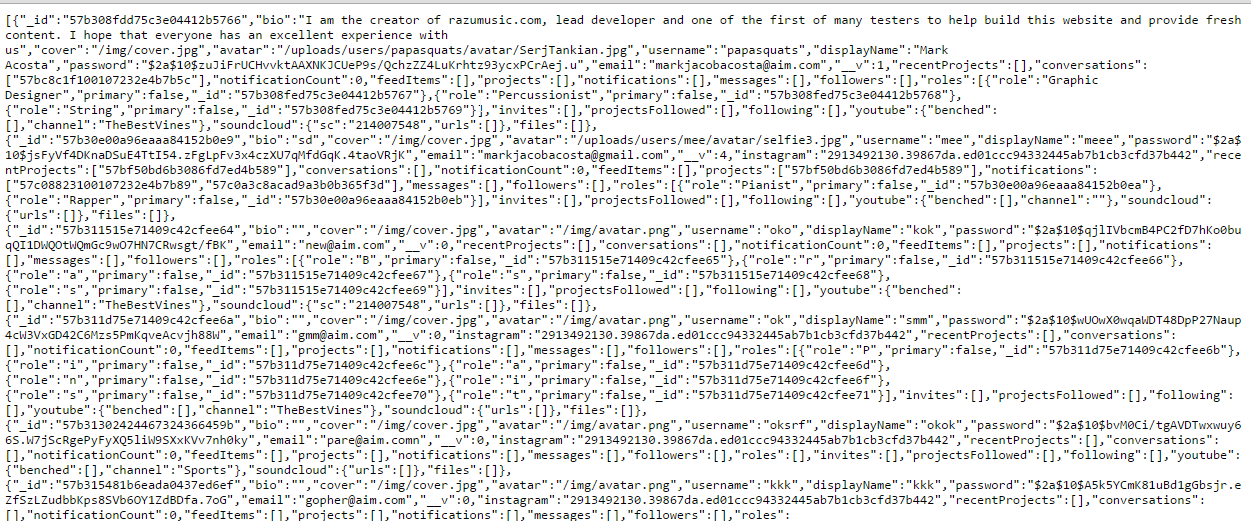 [{"_id":"57b308fdd75c3e04412b5766","bio":"I am the creator of razumusic.com, lead developer and one of the first of many testers to help build this website and provide fresh
content. I hope that everyone has an excellent experience with
us","cover":"/img/cover.jpg","avatar":"/uploads/users/papasquats/avatar/SerjTankian.jpg","username":"papasquats","displayName":"Mark
Acosta","password":"$2a$10$zuJiFrUCHvvktAAXNKJCUeP9s/QchzZZ4LuKrhtz93ycxPCrAej.u","email":"markjacobacosta@aim.com","__v":1,"recentProjects":[],"conversations":
["57bc8c1f100107232e4b7b5c"],"notificationCount":0,"feedItems":[],"projects":[],"notifications":[],"messages":[],"followers":[],"roles":[{"role":"Graphic
Designer","primary":false,"_id":"57b308fed75c3e04412b5767"},{"role":"Percussionist","primary":false,"_id":"57b308fed75c3e04412b5768"},
{"role":"String","primary":false,"_id":"57b308fed75c3e04412b5769"}],"invites":[],"projectsFollowed":[],"following":[],"youtube":{"benched":
[],"channel":"TheBestVines"},"soundcloud":{"sc":"214007548","urls":[]},"files":[]},
{"_id":"57b30e00a96eaaa84152b0e9","bio":"sd","cover":"/img/cover.jpg","avatar":"/uploads/users/mee/avatar/selfie3.jpg","username":"mee","displayName":"meee","password":"$2a$
10$jsFyVf4DKnaDSuE4TtI54.zFgLpFv3x4czXU7qMfdGqK.4taoVRjK","email":"markjacobacosta@gmail.com","__v":4,"instagram":"2913492130.39867da.ed01ccc94332445ab7b1cb3cfd37b442","rece
ntProjects":["57bf50bd6b3086fd7ed4b589"],"conversations":[],"notificationCount":0,"feedItems":[],"projects":["57bf50bd6b3086fd7ed4b589"],"notifications":
["57c08823100107232e4b7b89","57c0a3c8acad9a3b0b365f3d"],"messages":[],"followers":[],"roles":[{"role":"Pianist","primary":false,"_id":"57b30e00a96eaaa84152b0ea"},
{"role":"Rapper","primary":false,"_id":"57b30e00a96eaaa84152b0eb"}],"invites":[],"projectsFollowed":[],"following":[],"youtube":{"benched":[],"channel":""},"soundcloud":
{"urls":[]},"files":[]},
{"_id":"57b311515e71409c42cfee64","bio":"","cover":"/img/cover.jpg","avatar":"/img/avatar.png","username":"oko","displayName":"kok","password":"$2a$10$qjlIVbcmB4PC2fD7hKo0bu
qQI1DWQOtWQmGc9wO7HN7CRwsgt/fBK","email":"new@aim.com","__v":0,"recentProjects":[],"conversations":[],"notificationCount":0,"feedItems":[],"projects":[],"notifications":
[],"messages":[],"followers":[],"roles":[{"role":"B","primary":false,"_id":"57b311515e71409c42cfee65"},{"role":"r","primary":false,"_id":"57b311515e71409c42cfee66"},
{"role":"a","primary":false,"_id":"57b311515e71409c42cfee67"},{"role":"s","primary":false,"_id":"57b311515e71409c42cfee68"},
{"role":"s","primary":false,"_id":"57b311515e71409c42cfee69"}],"invites":[],"projectsFollowed":[],"following":[],"youtube":{"benched":
[],"channel":"TheBestVines"},"soundcloud":{"sc":"214007548","urls":[]},"files":[]},
{"_id":"57b311d75e71409c42cfee6a","bio":"","cover":"/img/cover.jpg","avatar":"/img/avatar.png","username":"ok","displayName":"smm","password":"$2a$10$wUOwX0wqaWDT48DpP27Naup
4cW3VxGD42C6Mzs5PmKqveAcvjh88W","email":"gmm@aim.com","__v":0,"instagram":"2913492130.39867da.ed01ccc94332445ab7b1cb3cfd37b442","recentProjects":[],"conversations":
[],"notificationCount":0,"feedItems":[],"projects":[],"notifications":[],"messages":[],"followers":[],"roles":[{"role":"P","primary":false,"_id":"57b311d75e71409c42cfee6b"},
{"role":"i","primary":false,"_id":"57b311d75e71409c42cfee6c"},{"role":"a","primary":false,"_id":"57b311d75e71409c42cfee6d"},
{"role":"n","primary":false,"_id":"57b311d75e71409c42cfee6e"},{"role":"i","primary":false,"_id":"57b311d75e71409c42cfee6f"},
{"role":"s","primary":false,"_id":"57b311d75e71409c42cfee70"},{"role":"t","primary":false,"_id":"57b311d75e71409c42cfee71"}],"invites":[],"projectsFollowed":[],"following":
[],"youtube":{"benched":[],"channel":"TheBestVines"},"soundcloud":{"urls":[]},"files":[]},
{"_id":"57b31302424467324366459b","bio":"","cover":"/img/cover.jpg","avatar":"/img/avatar.png","username":"oksrf","displayName":"okok","password":"$2a$10$bvM0Ci/tgAVDTwxwuy6
6S.W7jScRgePyFyXQ5liW9SXxKVv7nh0ky","email":"pare@aim.comn","__v":0,"instagram":"2913492130.39867da.ed01ccc94332445ab7b1cb3cfd37b442","recentProjects":[],"conversations":
[],"notificationCount":0,"feedItems":[],"projects":[],"notifications":[],"messages":[],"followers":[],"roles":[],"invites":[],"projectsFollowed":[],"following":[],"youtube":
{"benched":[],"channel":"Sports"},"soundcloud":{"urls":[]},"files":[]},
{"_id":"57b315481b6eada0437ed6ef","bio":"","cover":"/img/cover.jpg","avatar":"/img/avatar.png","username":"kkk","displayName":"kkk","password":"$2a$10$A5k5YCmK81uBd1gGbsjr.e
ZfSzLZudbbKps8SVb6OY1ZdBDfa.7oG","email":"gopher@aim.com","__v":0,"instagram":"2913492130.39867da.ed01ccc94332445ab7b1cb3cfd37b442","recentProjects":[],"conversations":
[],"notificationCount":0,"feedItems":[],"projects":[],"notifications":[],"messages":[],"followers":[],"roles":